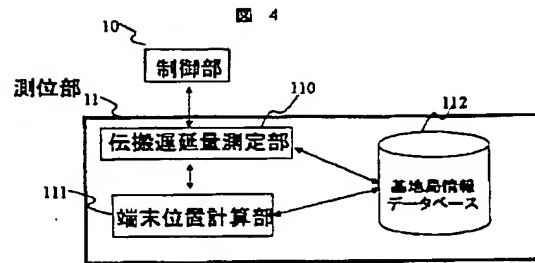 図 4
10
制御部
測位部
11
110
112
伝搬遅延量測定部
111
端末位置計算部
基地局情報
データベース